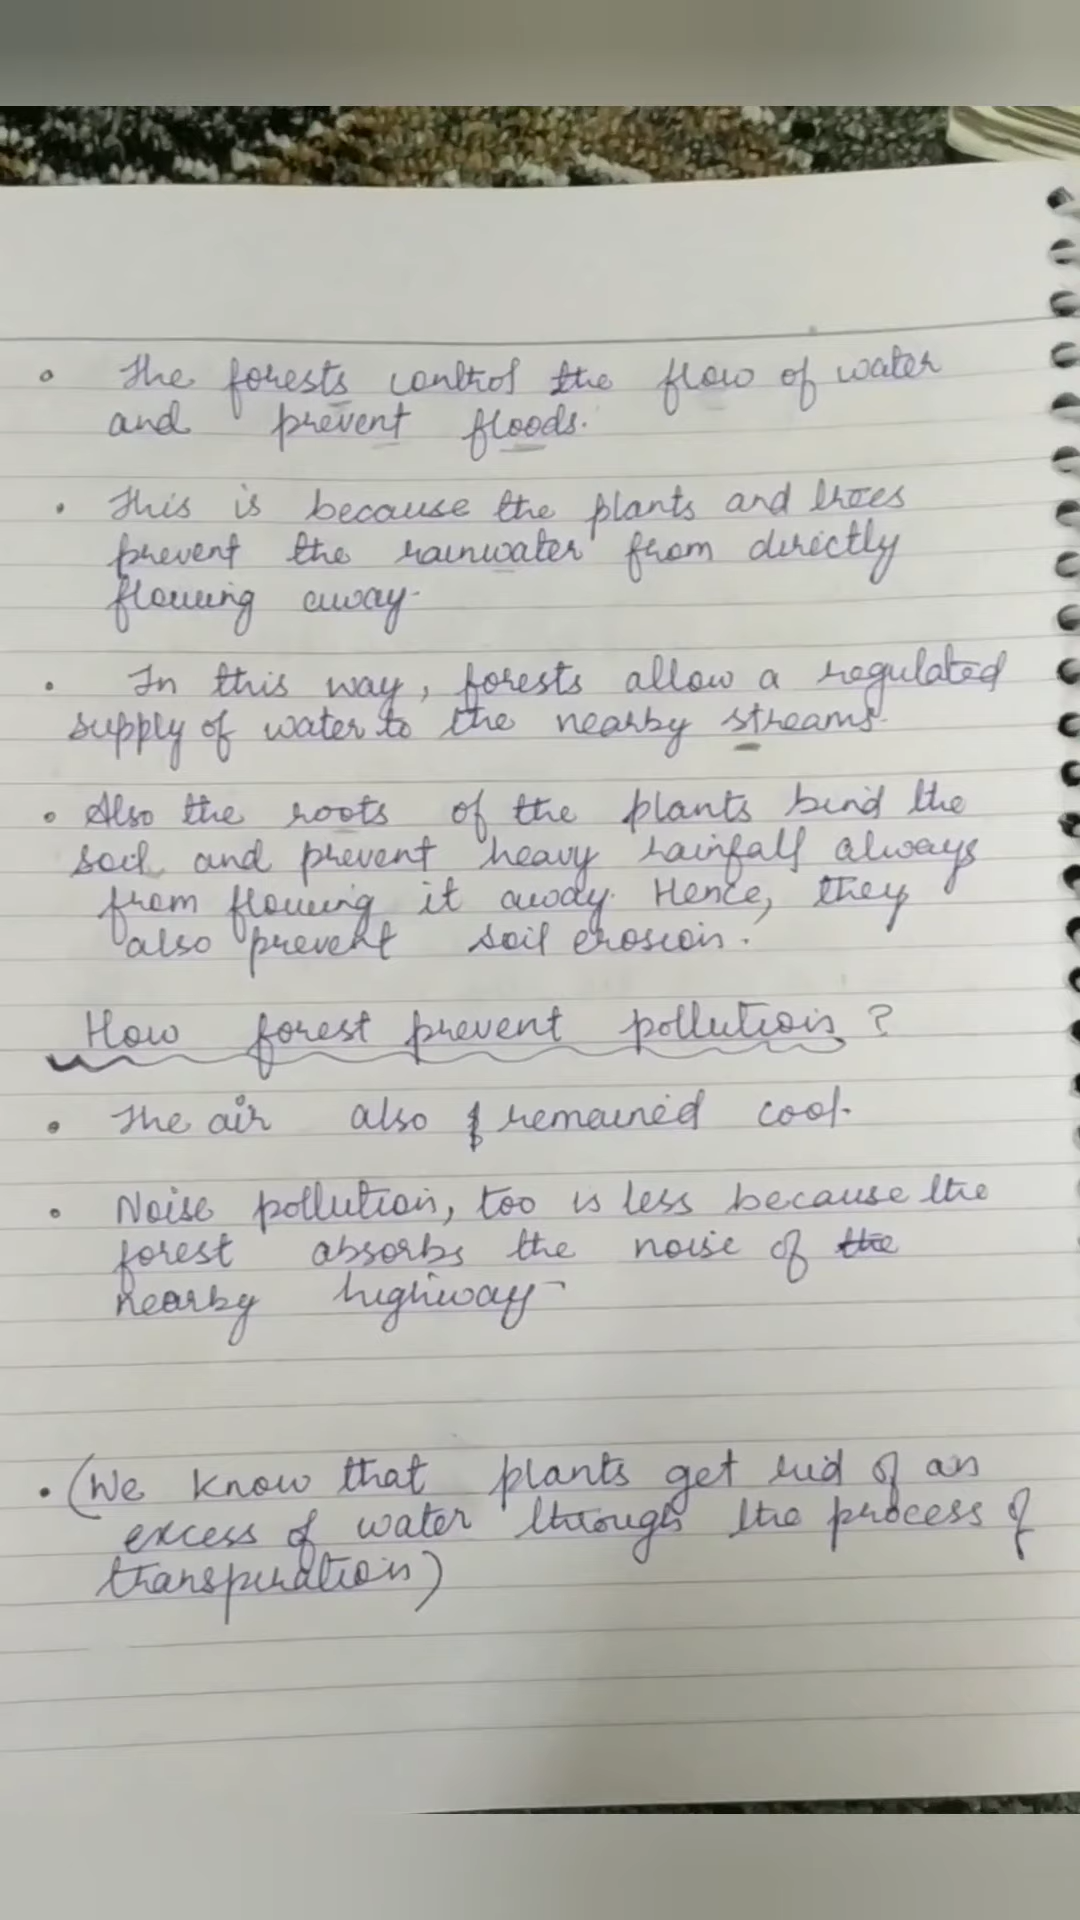 • The forests control the flow of water
and prevent floods.
• This is because the plants and trees
prevent the rainwater from directly
flowing away.
• In this way, forests allow a regulated
supply of water to the nearby streams.
• Also the roots of the plants bind the
soil and prevent heavy rainfall always
from flowing it away. Hence, they
also prevent soil erosion.
How forest prevent pollution ?
• The air also remained cool.
• Noise pollution, too is less because the
forest absorbs the noise of the
nearby highway
• (We know that plants get rid of an
excess of water through the process of
transpiration)